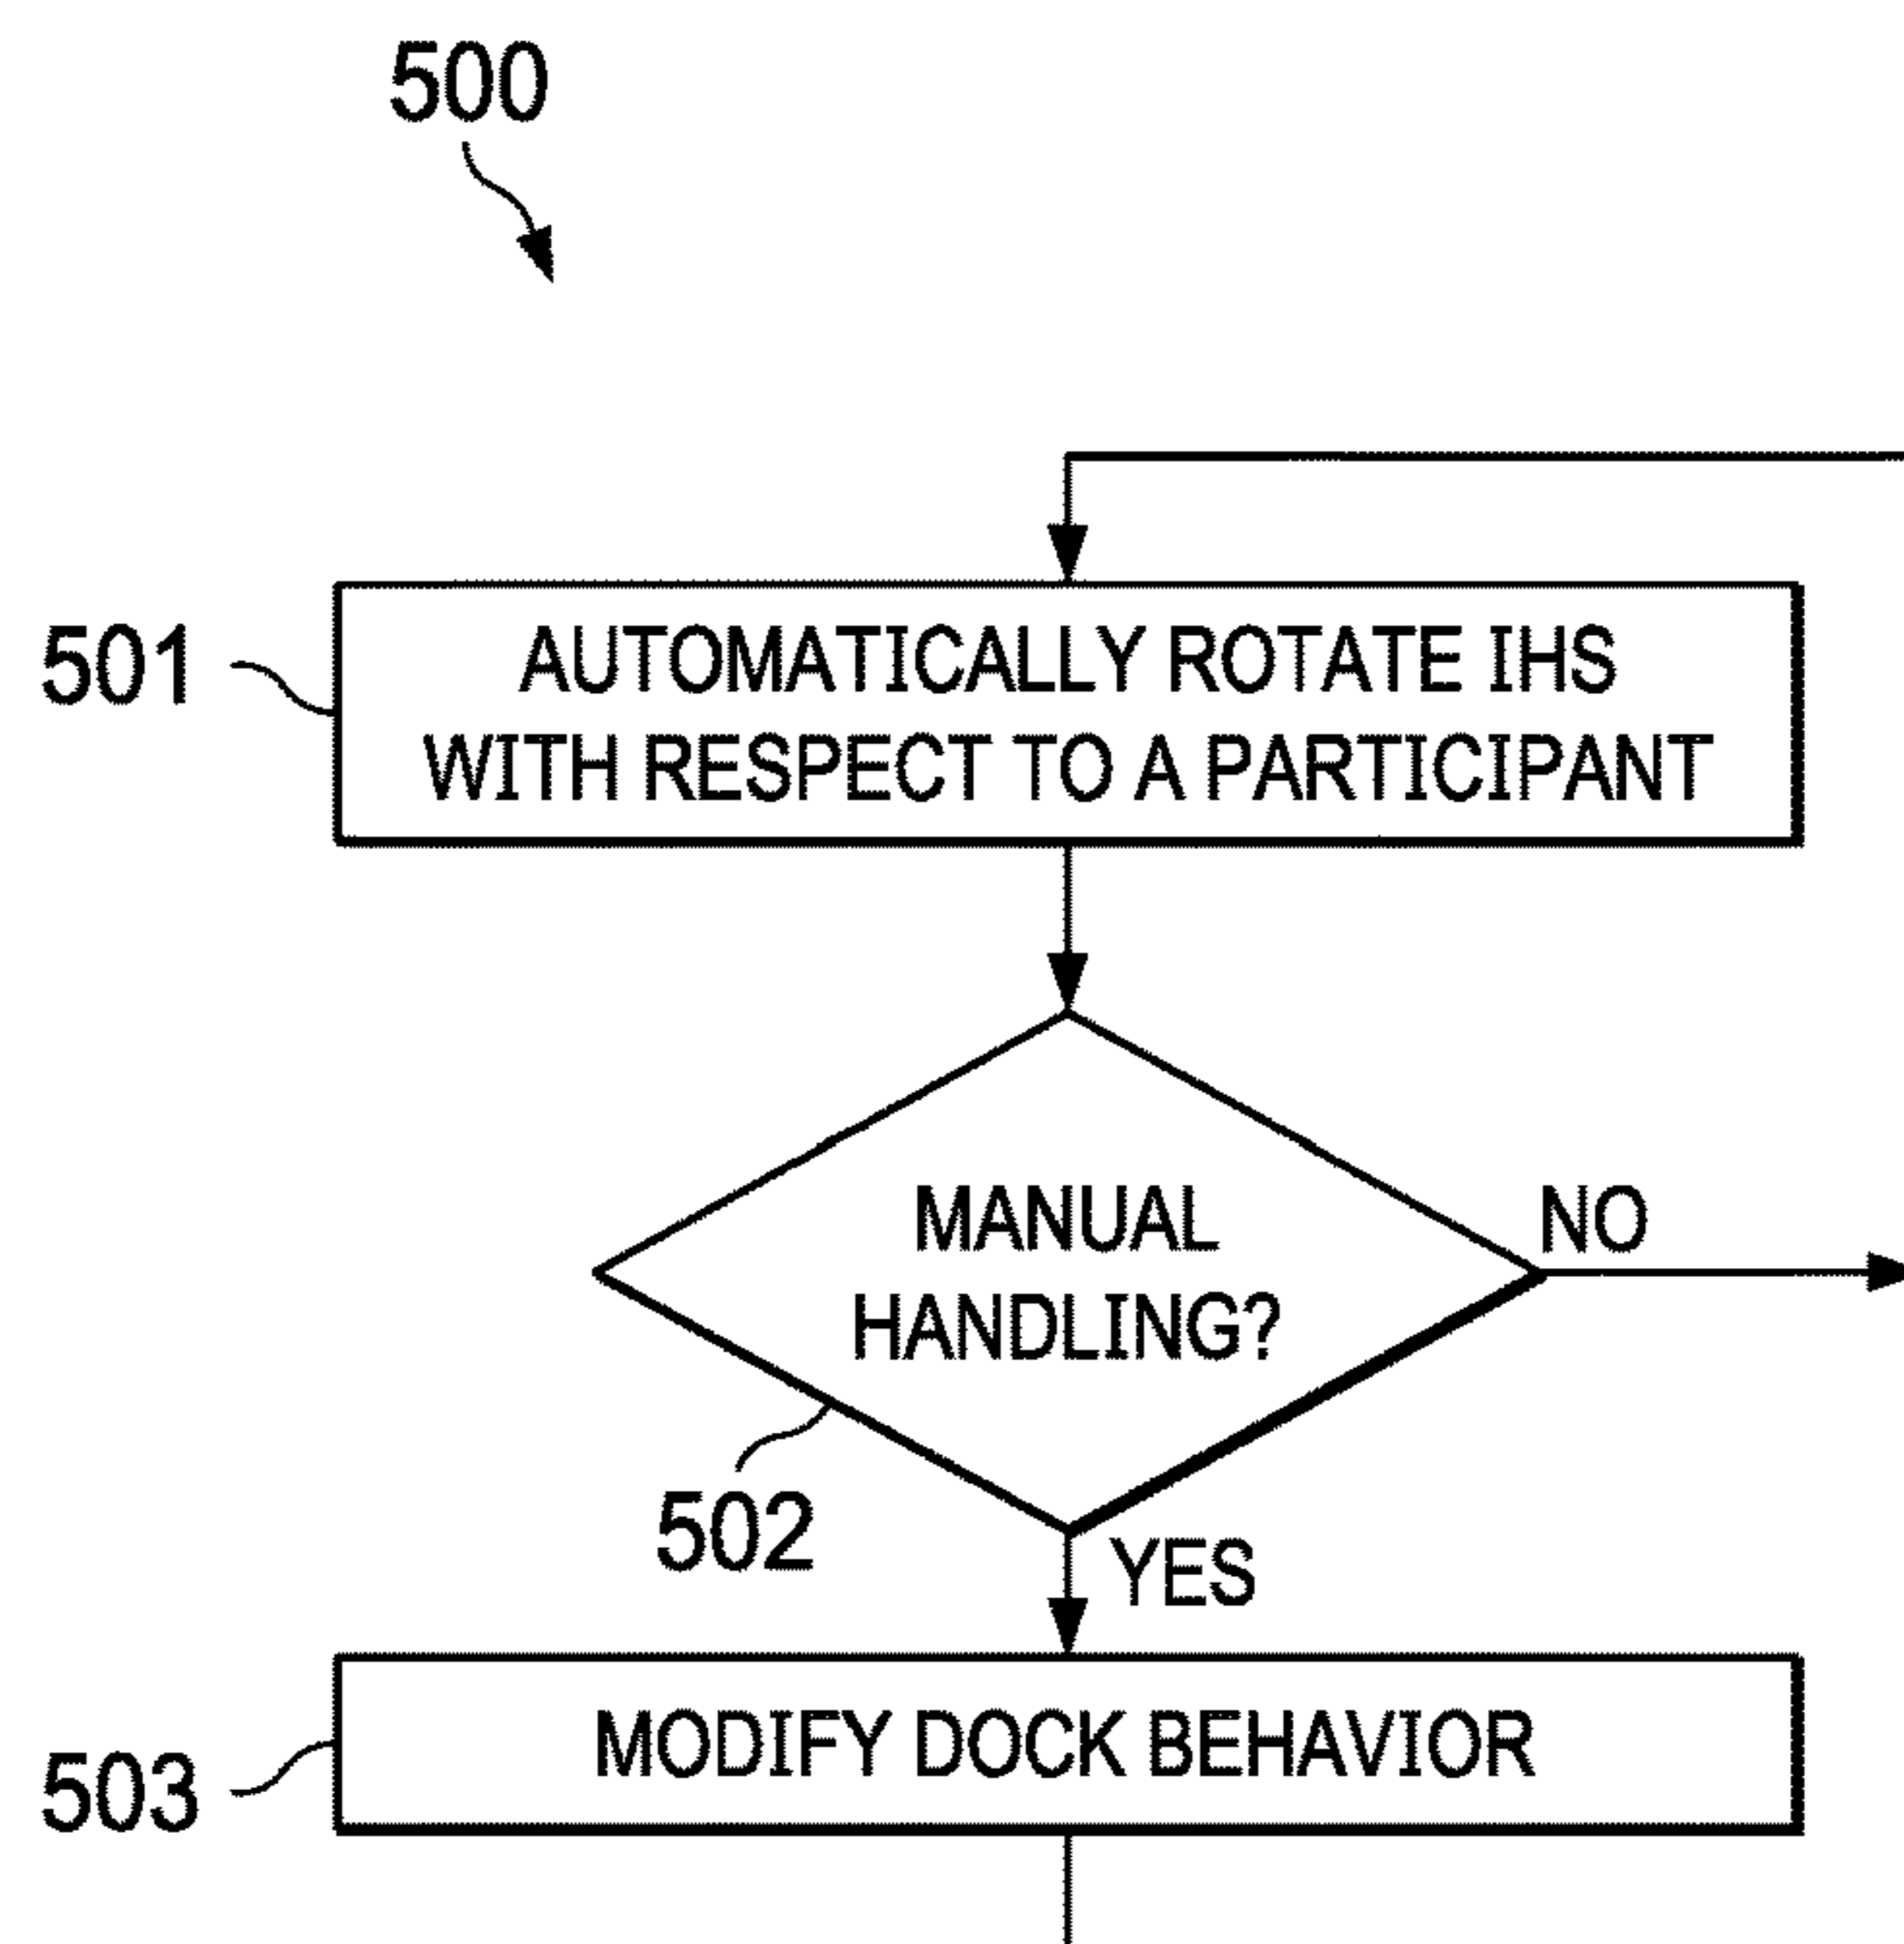 500
501
AUTOMATICALLY ROTATE IHS
WITH RESPECT TO A PARTICIPANT
MANUAL
HANDLING?
NO
502
YES
503
MODIFY DOCK BEHAVIOR